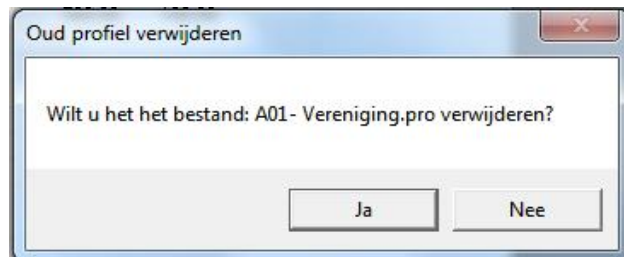 Oud profiel verwijderen
Wilt u het het bestand: A01- Vereniging.pro verwijderen?
Ja
Nee